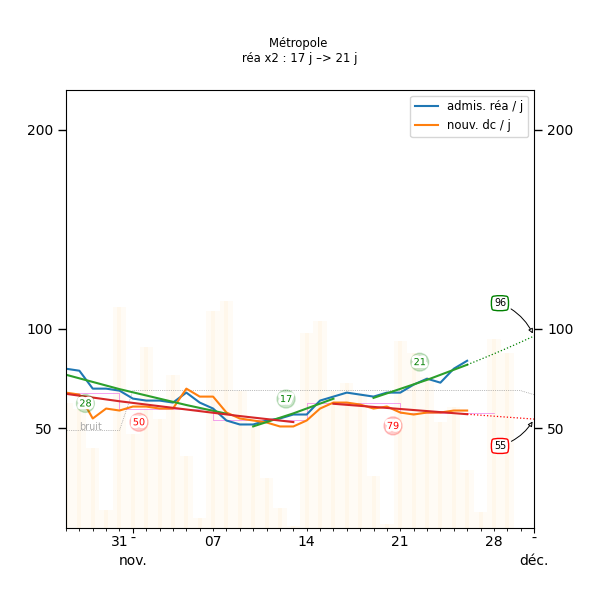 Métropole
réa x2 : 17 j –> 21 j
admis. réa / j
nouv. dc / j
200
200
100
100
50
50
96
21
17
28
50
79
55
bruit
31
07
14
21
28
nov.
déc.